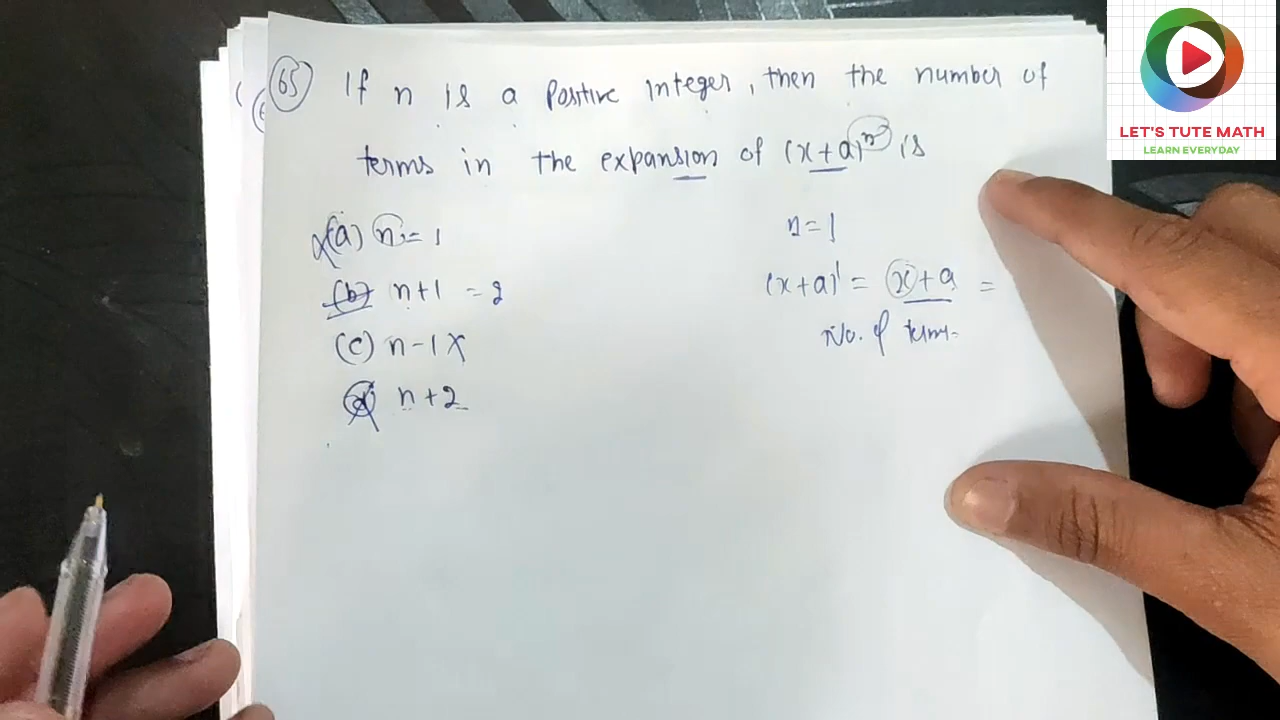 65 If n is a positive integer, then the number of
terms in the expansion of (x+a)^n is
(a) n = 1
(b) n+1 = 2
(c) n-1 X
(d) n+2
n=1
(x+a)^1 = x+a =
No. of terms
LET'S TUTE MATH
LEARN EVERYDAY